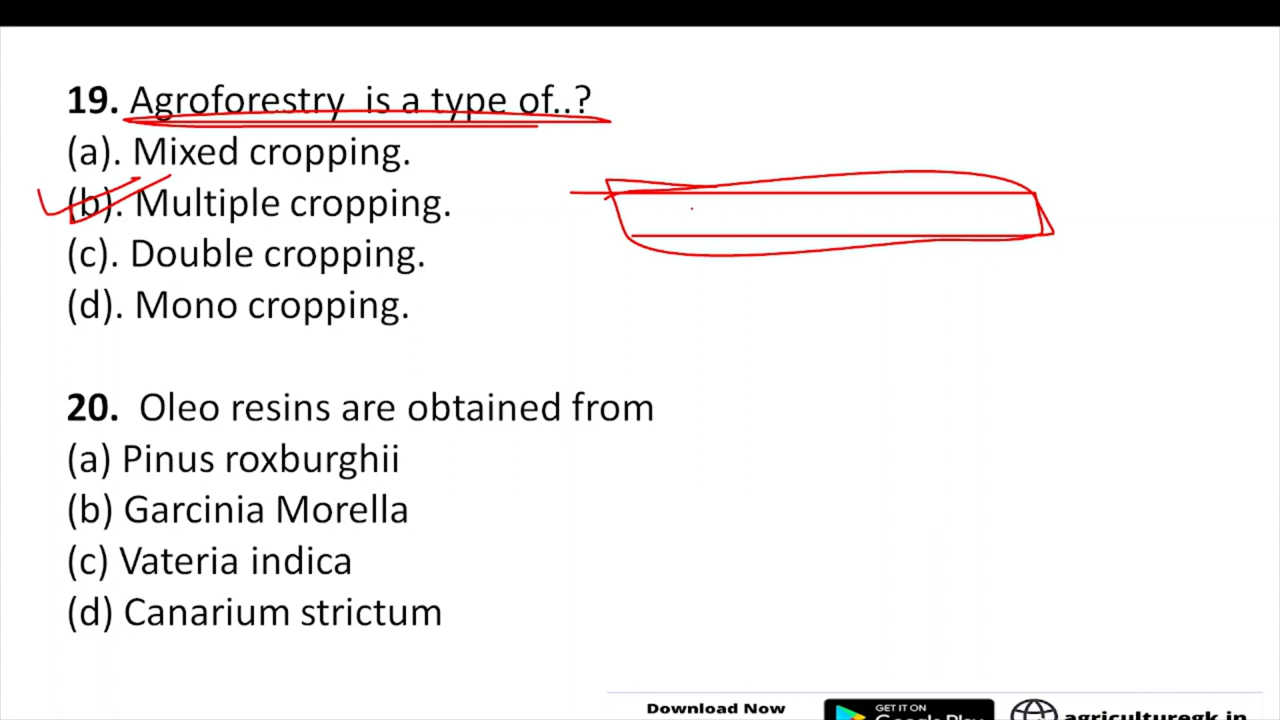 19. Agroforestry is a type of..?
(a). Mixed cropping.
(b). Multiple cropping.
(c). Double cropping.
(d). Mono cropping.
20. Oleo resins are obtained from
(a) Pinus roxburghii
(b) Garcinia Morella
(c) Vateria indica
(d) Canarium strictum
Download Now
GET IT ON
Google Play
agriculturegk.in